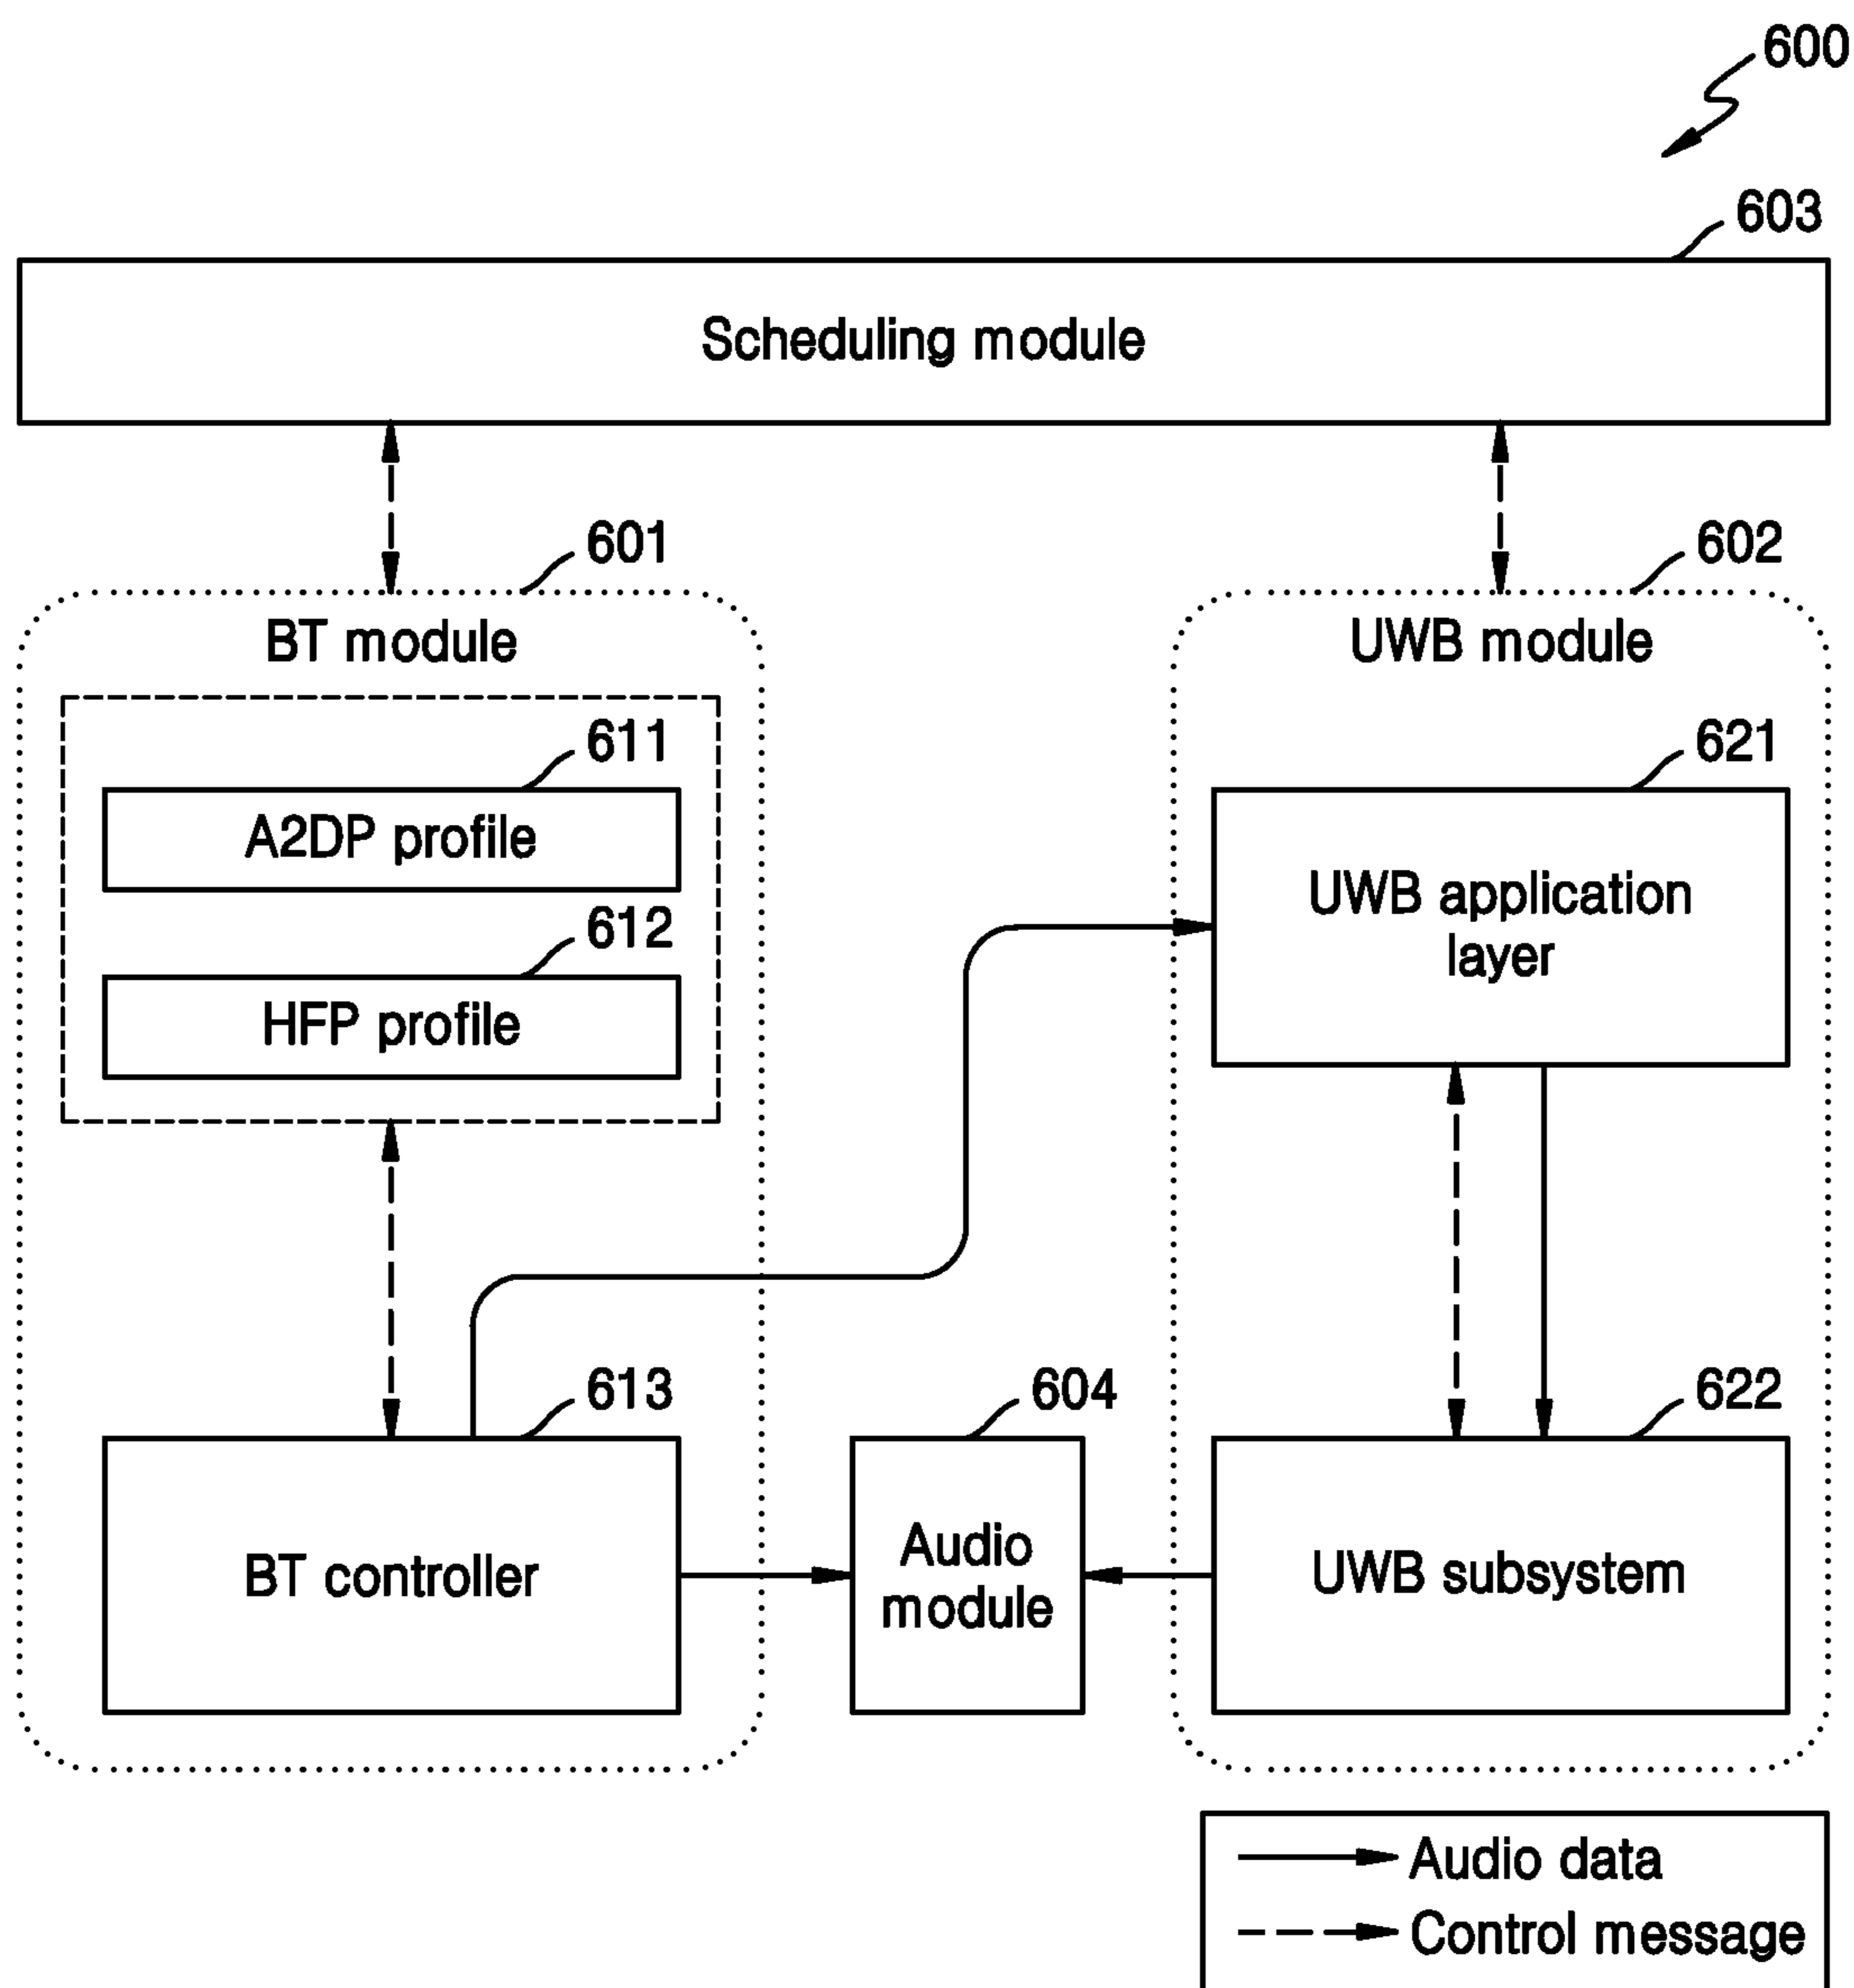 600
603
Scheduling module
601
602
BT module
UWB module
611
621
A2DP profile
UWB application
layer
612
HFP profile
613
604
622
BT controller
Audio
module
UWB subsystem
Audio data
Control message